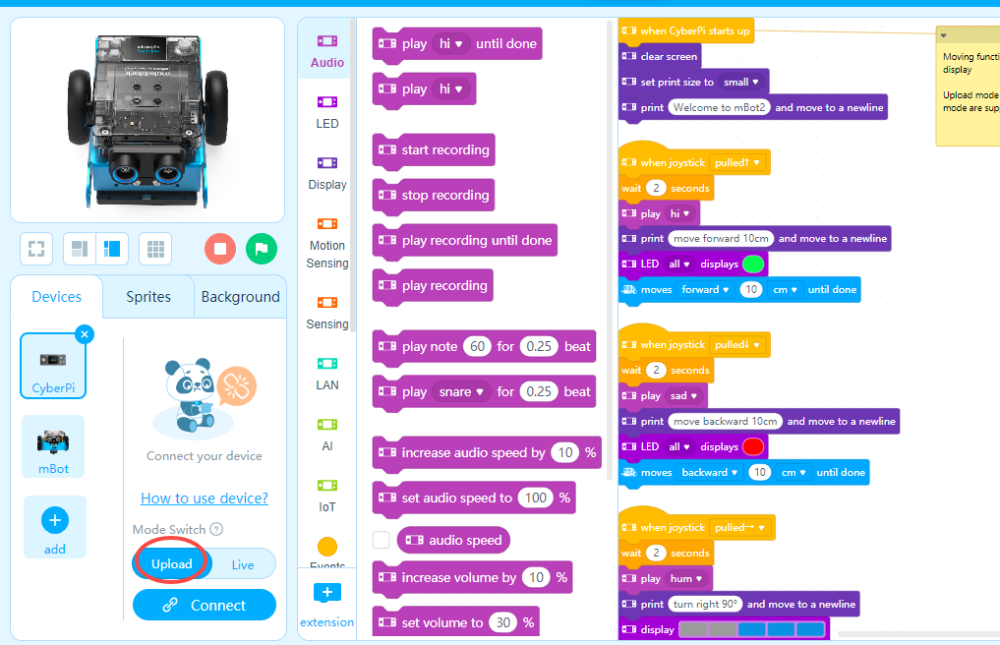 Devices
Sprites
Background
CyberPi
mBot
add
Connect your device
How to use device?
Mode Switch ?
Upload
Live
Connect
Audio
LED
Display
Motion
Sensing
Sensing
LAN
AI
IoT
Events
extension
play hi until done
play hi
start recording
stop recording
play recording until done
play recording
play note 60 for 0.25 beat
play snare for 0.25 beat
increase audio speed by 10 %
set audio speed to 100 %
audio speed
increase volume by 10 %
set volume to 30 %
when CyberPi starts up
clear screen
set print size to small
print Welcome to mBot2 and move to a newline
when joystick pulled↑
wait 2 seconds
play hi
print move forward 10cm and move to a newline
LED all displays
moves forward 10 cm until done
when joystick pulled↓
wait 2 seconds
play sad
print move backward 10cm and move to a newline
LED all displays
moves backward 10 cm until done
when joystick pulled→
wait 2 seconds
play hum
print turn right 90° and move to a newline
display
Moving functi
display
Upload mode
mode are sup